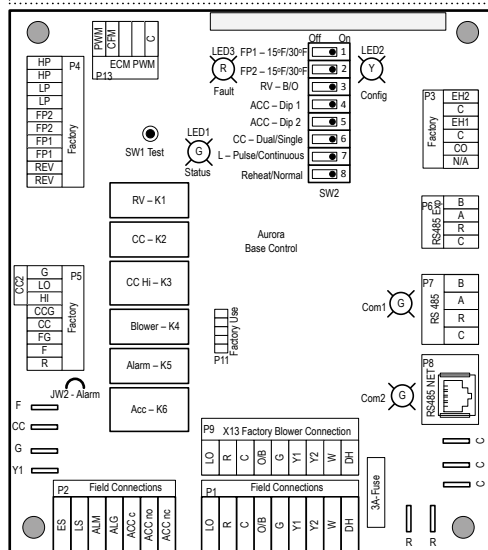 PWM
CFM
C
ECM PWM
P13
Off On
LED3
FP1 – 15ºF/30ºF
1
LED2
R
FP2 – 15ºF/30ºF
2
Y
Fault
RV – B/O
3
Config
ACC – Dip 1
4
ACC – Dip 2
5
CC – Dual/Single
6
L – Pulse/Continuous
7
Reheat/Normal
8
SW2
HP
P4
HP
LP
LP
FP2
FP2
FP1
FP1
REV
REV
Factory
SW1 Test
LED1
G
Status
P3
EH2
C
EH1
C
CO
N/A
Factory
RV – K1
CC – K2
CC Hi – K3
Blower – K4
Alarm – K5
Acc – K6
Aurora
Base Control
P6
RS485 Exp
B
A
R
C
CC2
G
P5
LO
HI
CCG
CC
FG
F
R
Factory
P11
Factory Use
P7
RS 485
B
A
R
C
Com1
G
P8
RS485 NET
Com2
G
JW2 - Alarm
F
CC
G
Y1
P9 X13 Factory Blower Connection
LO
R
C
O/B
G
Y1
Y2
W
DH
C
C
C
P2 Field Connections
ES
LS
ALM
ALG
ACC c
ACC no
ACC nc
P1 Field Connections
LO
R
C
O/B
G
Y1
Y2
W
DH
3A-Fuse
R
R